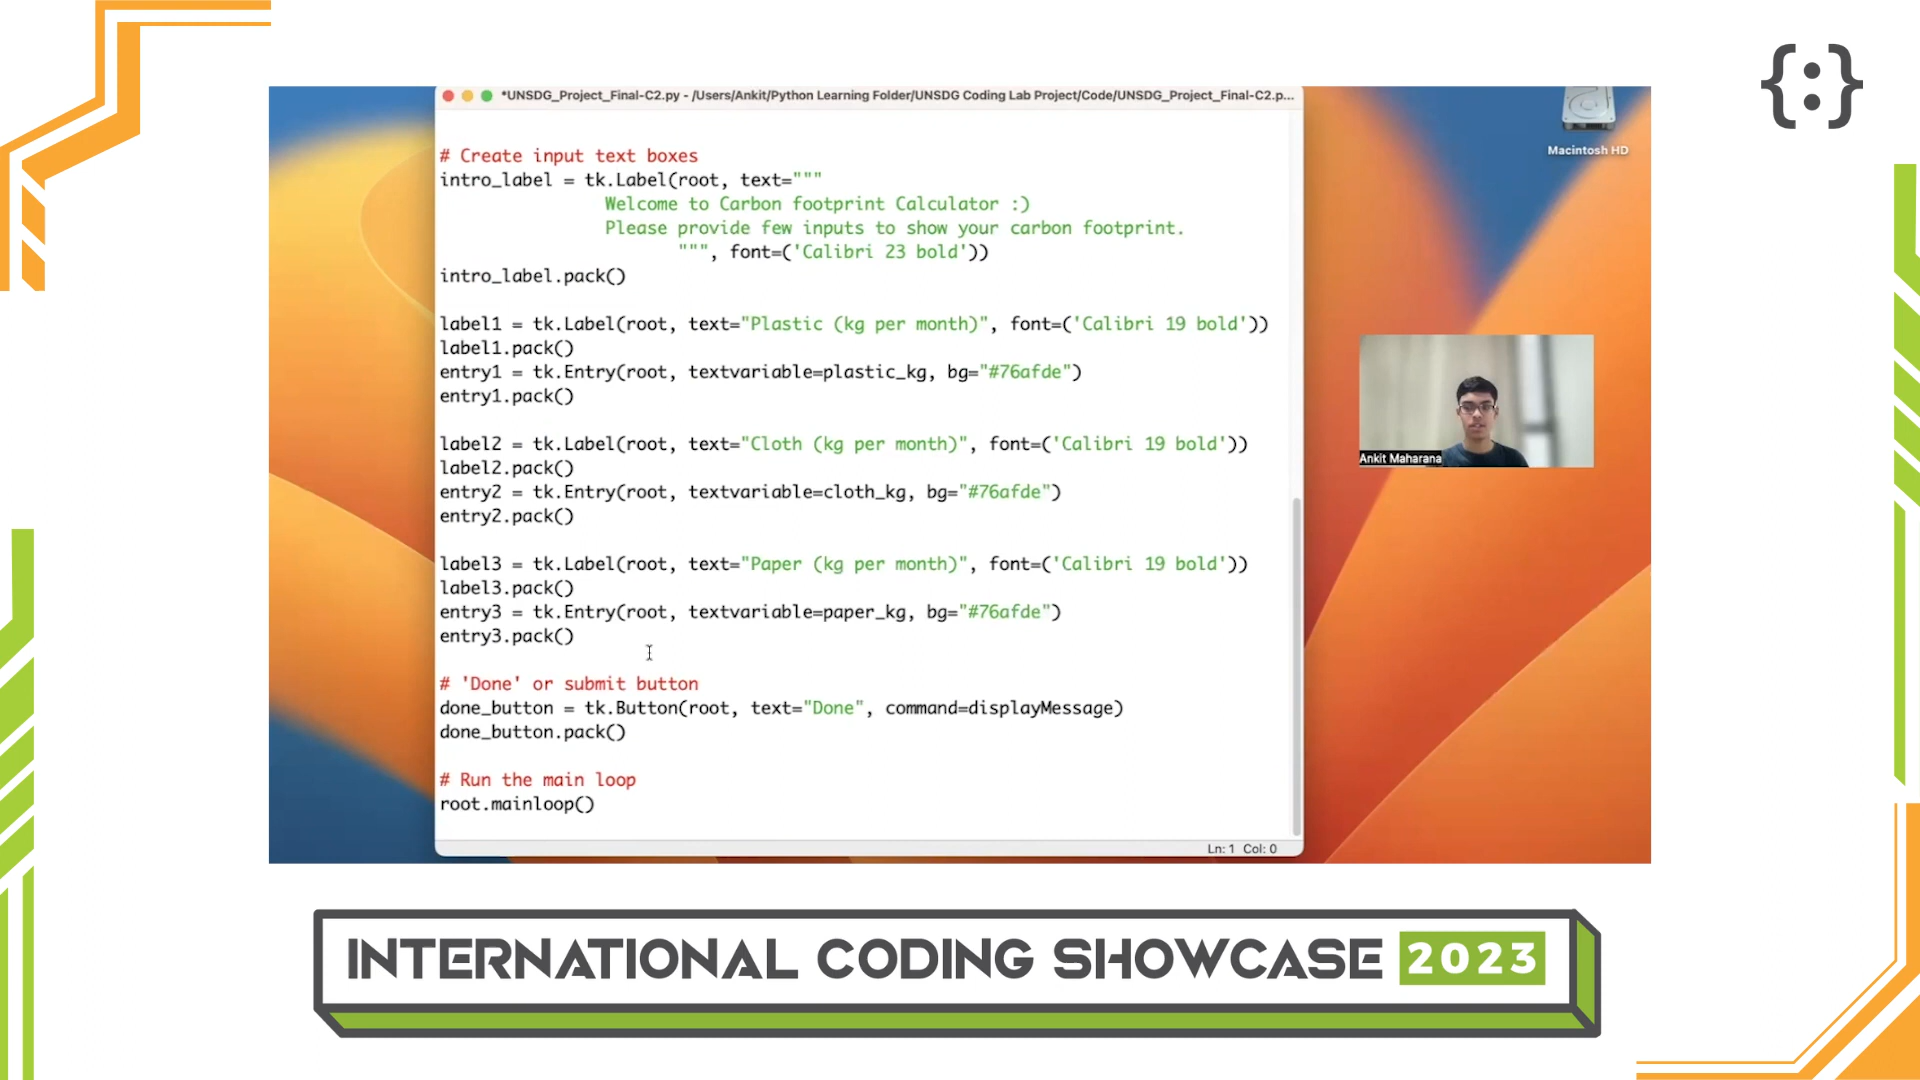 *UNSDG_Project_Final-C2.py - /Users/Ankit/Python Learning Folder/UNSDG Coding Lab Project/Code/UNSDG_Project_Final-C2.p...
# Create input text boxes
intro_label = tk.Label(root, text="""
Welcome to Carbon footprint Calculator :)
Please provide few inputs to show your carbon footprint.
""", font=('Calibri 23 bold'))
intro_label.pack()
label1 = tk.Label(root, text="Plastic (kg per month)", font=('Calibri 19 bold'))
label1.pack()
entry1 = tk.Entry(root, textvariable=plastic_kg, bg="#76afde")
entry1.pack()
label2 = tk.Label(root, text="Cloth (kg per month)", font=('Calibri 19 bold'))
label2.pack()
entry2 = tk.Entry(root, textvariable=cloth_kg, bg="#76afde")
entry2.pack()
label3 = tk.Label(root, text="Paper (kg per month)", font=('Calibri 19 bold'))
label3.pack()
entry3 = tk.Entry(root, textvariable=paper_kg, bg="#76afde")
entry3.pack()
# 'Done' or submit button
done_button = tk.Button(root, text="Done", command=displayMessage)
done_button.pack()
# Run the main loop
root.mainloop()
Ln: 1 Col: 0
Macintosh HD
Ankit Maharana
{:}
INTERNATIONAL CODING SHOWCASE 2023